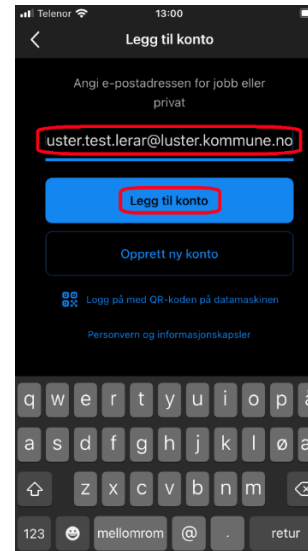 Telenor 13:00
Legg til konto
Angi e-postadressen for jobb eller
privat
uster.test.lerar@luster.kommune.no
Legg til konto
Opprett ny konto
Logg på med QR-koden på datamaskinen
Personvern og informasjonskapsler
q w e r t y u i o p å
a s d f g h j k l ø
z x c v b n m
123 mellomrom @ . retur